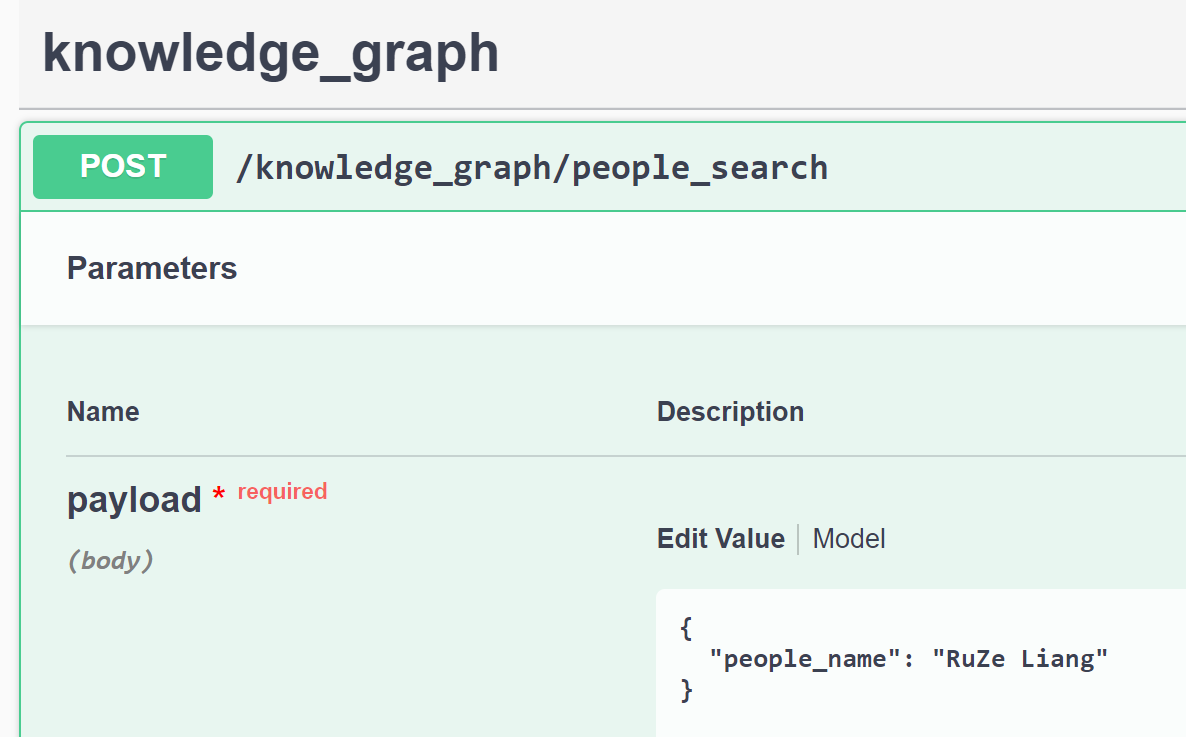 knowledge_graph
POST /knowledge_graph/people_search
Parameters
Name Description
payload * required
(body)
Edit Value | Model
{
  "people_name": "RuZe Liang"
}